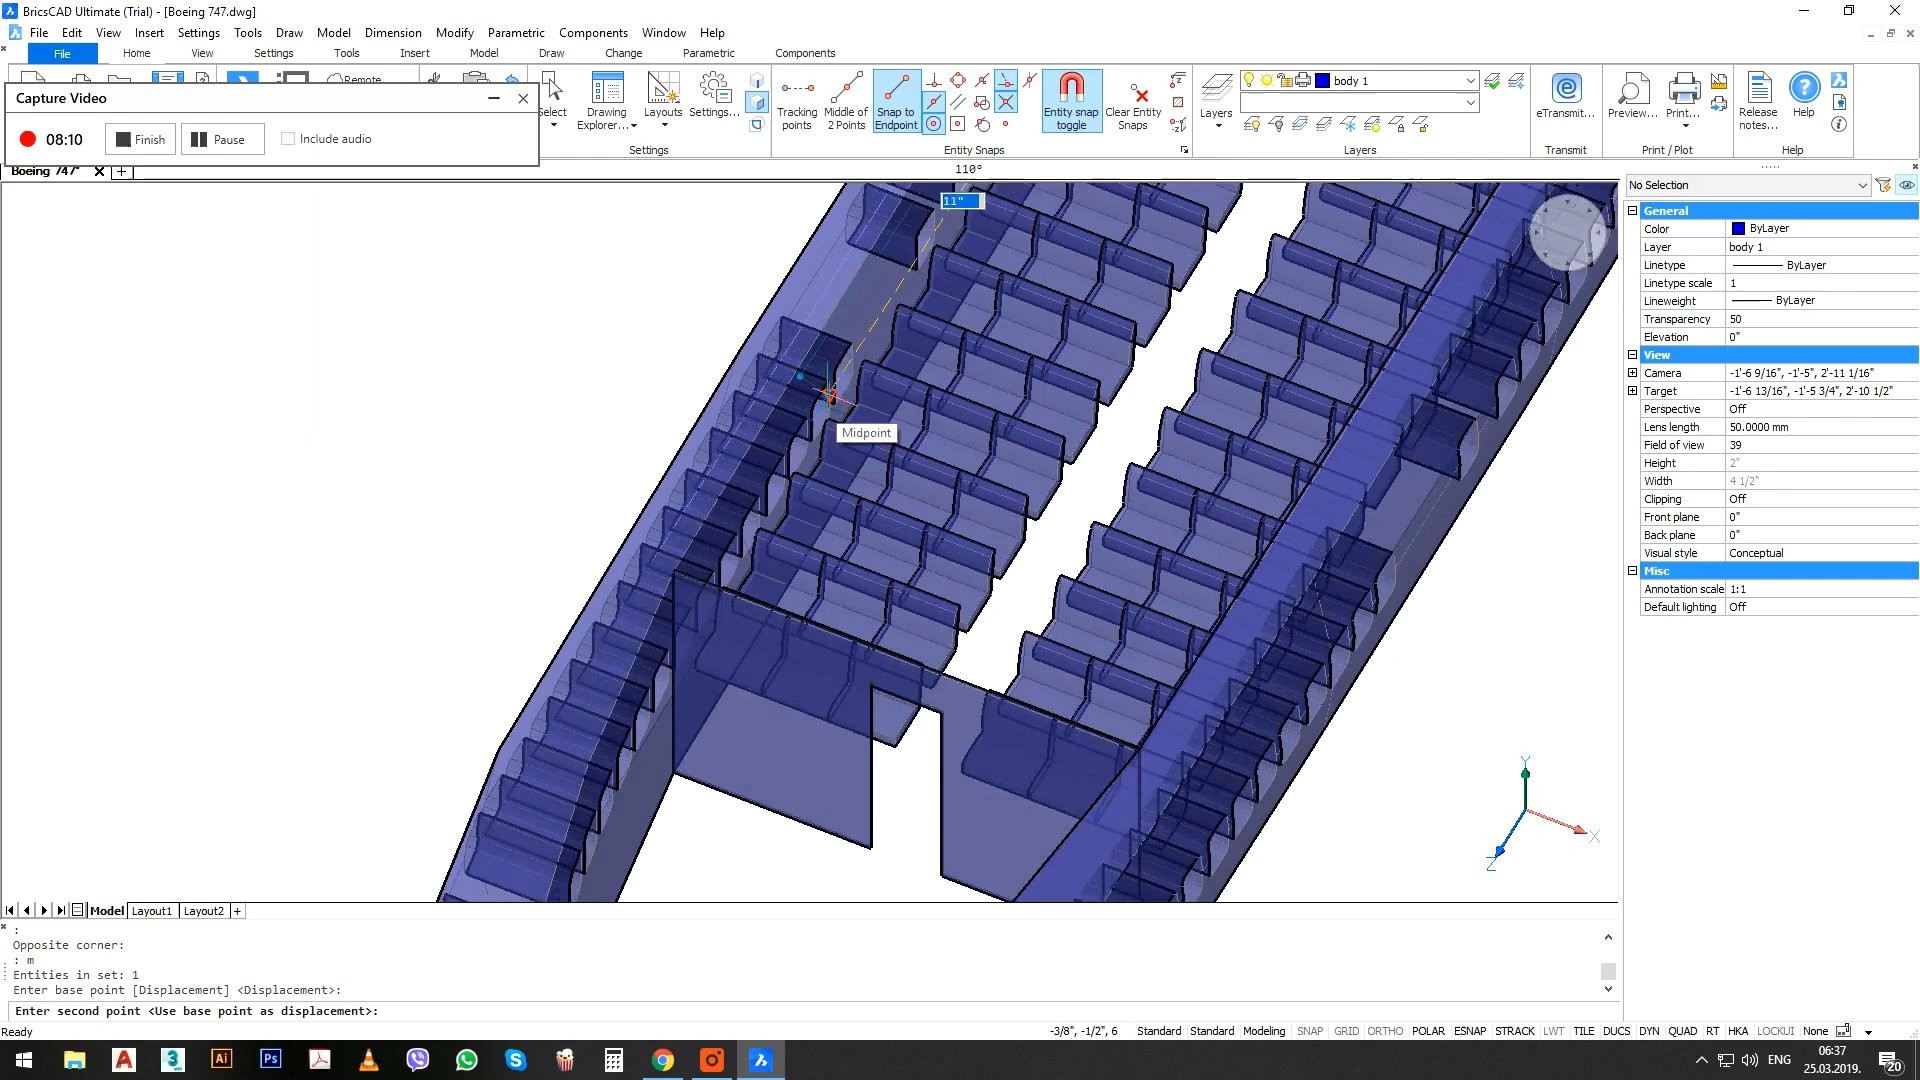 BricsCAD Ultimate (Trial) - [Boeing 747.dwg]
File Edit View Insert Settings Tools Draw Model Dimension Modify Parametric Components Window Help
File Home View Settings Tools Insert Model Draw Change Parametric Components
Remote
Capture Video
08:10 Finish Pause Include audio
Select
Drawing Explorer...
Layouts
Settings...
Settings
Tracking points
Middle of 2 Points
Snap to Endpoint
Entity snap toggle
Clear Entity Snaps
Entity Snaps
Layers
body 1
Layers
eTransmit...
Transmit
Preview...
Print...
Print / Plot
Release notes...
Help
Help
Boeing 747*
110°
11"
Midpoint
Y
X
Z
No Selection
General
Color ByLayer
Layer body 1
Linetype ByLayer
Linetype scale 1
Lineweight ByLayer
Transparency 50
Elevation 0"
View
Camera -1'-6 9/16", -1'-5", 2'-11 1/16"
Target -1'-6 13/16", -1'-5 3/4", 2'-10 1/2"
Perspective Off
Lens length 50.0000 mm
Field of view 39
Height 2"
Width 4 1/2"
Clipping Off
Front plane 0"
Back plane 0"
Visual style Conceptual
Misc
Annotation scale 1:1
Default lighting Off
Model Layout1 Layout2 +
:
Opposite corner:
: m
Entities in set: 1
Enter base point [Displacement] <Displacement>:
Enter second point <Use base point as displacement>:
Ready
-3/8", -1/2", 6 Standard Standard Modeling SNAP GRID ORTHO POLAR ESNAP STRACK LWT TILE DUCS DYN QUAD RT HKA LOCKUI None
Ai Ps
ENG
06:37
25.03.2019.
20